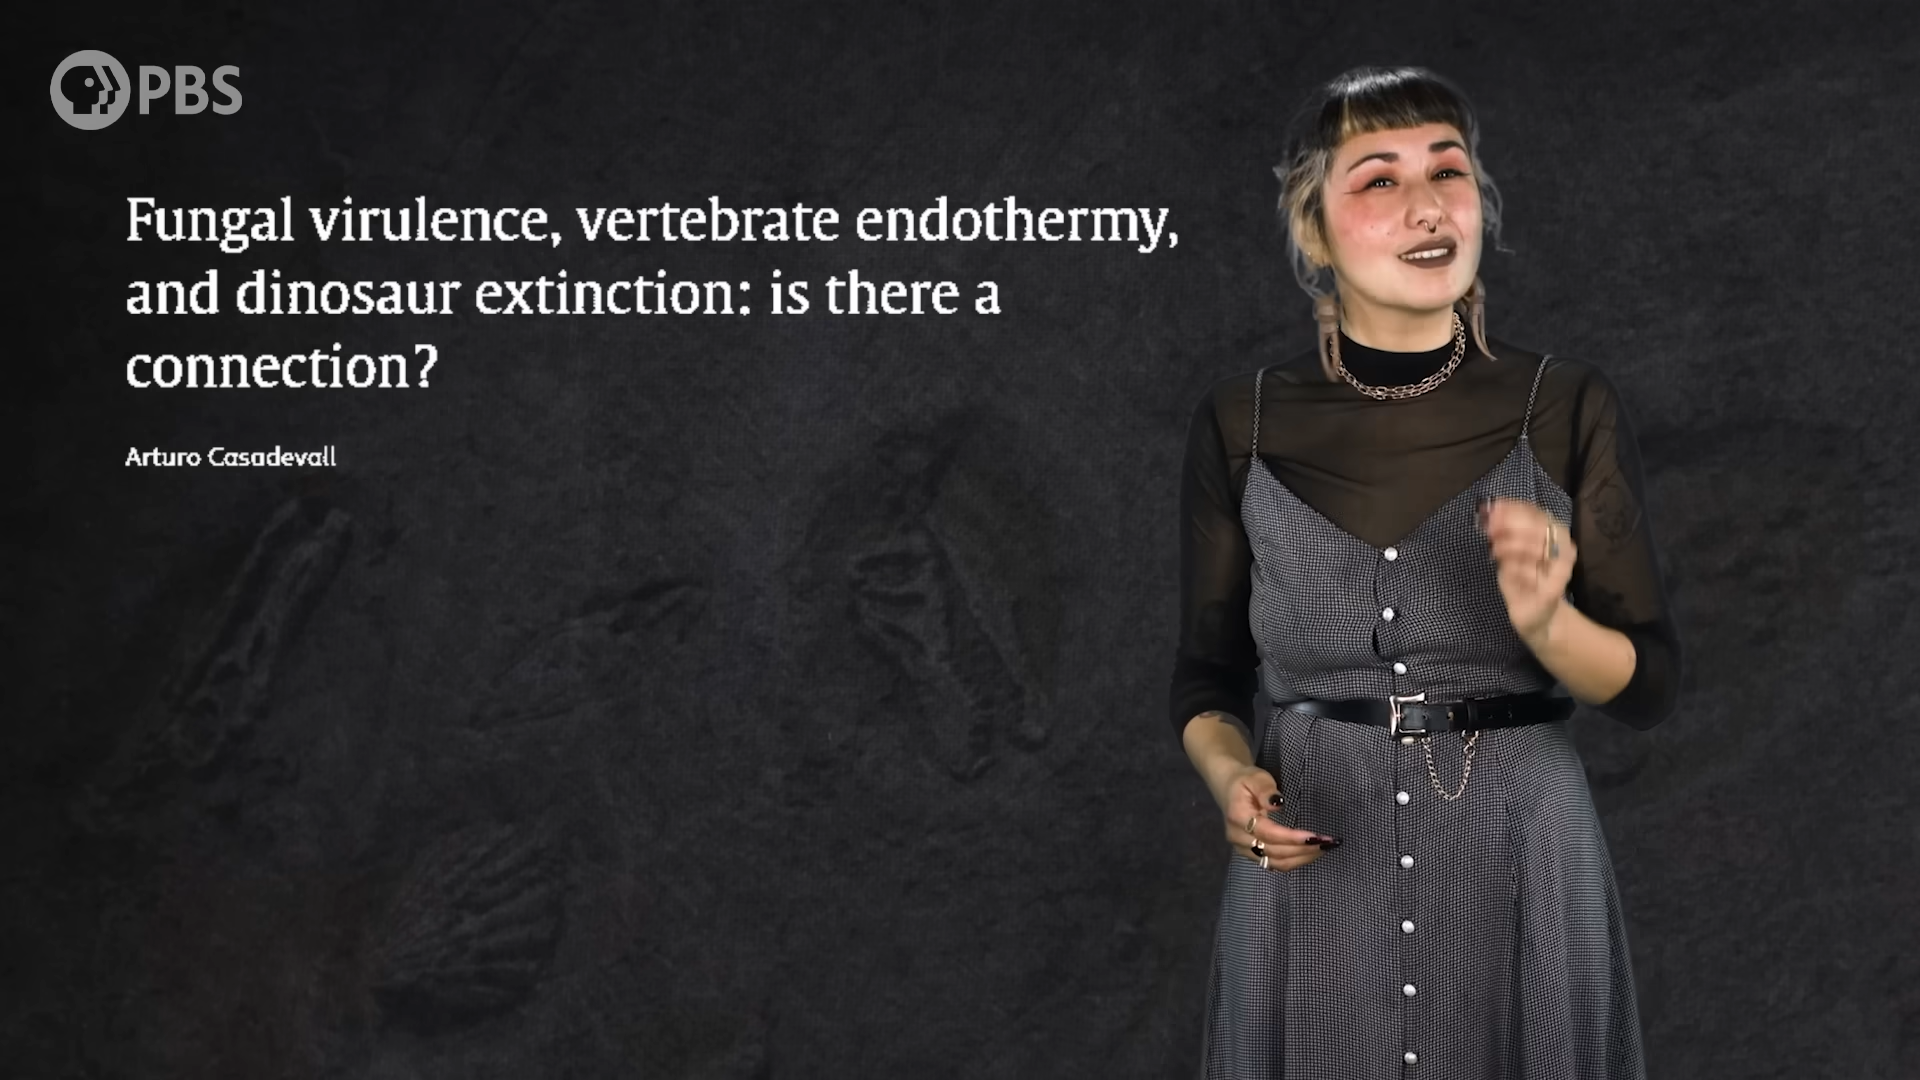 PBS
Fungal virulence, vertebrate endothermy,
and dinosaur extinction: is there a
connection?
Arturo Casadevall